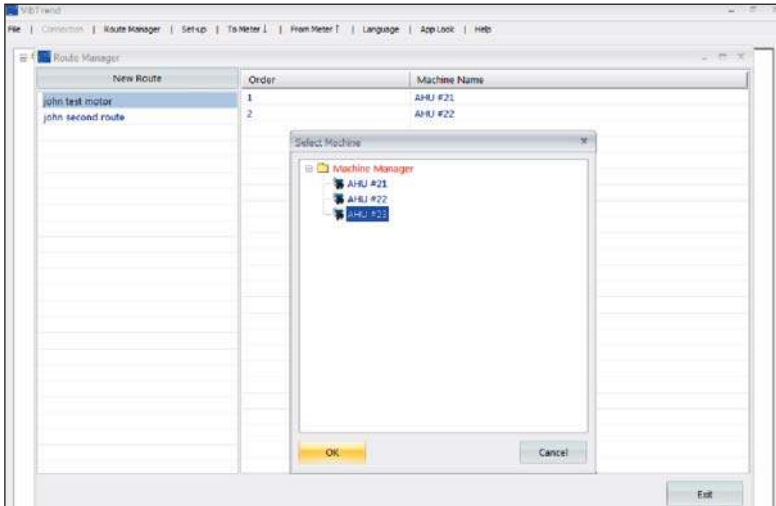 VibTrend
File | Connection | Route Manager | Set-up | To Meter ↓ | From Meter ↑ | Language | App Look | Help
Route Manager
New Route Order Machine Name
john test motor 1 AHU #21
john second route 2 AHU #22
Select Machine
Machine Manager
AHU #21
AHU #22
AHU #23
OK Cancel
Exit